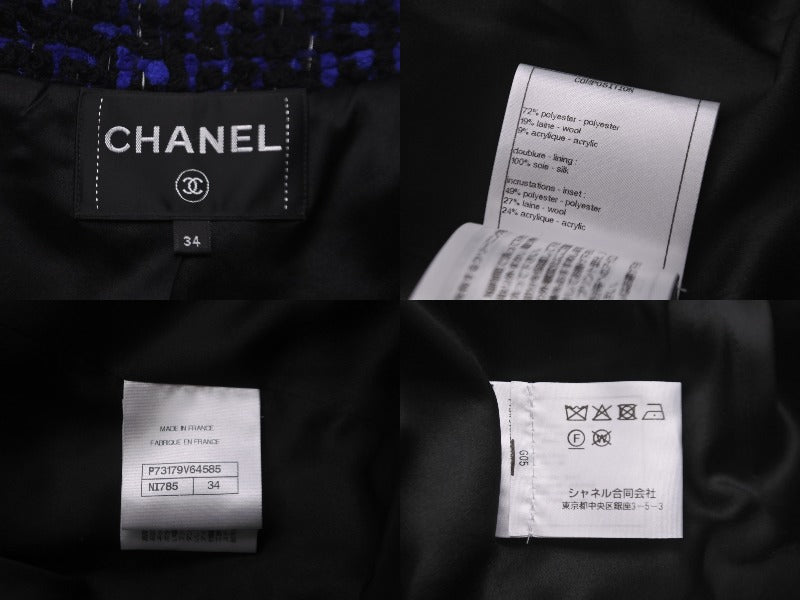 CHANEL
34
COMPOSITION
72% polyester - polyester
19% laine - wool
9% acrylique - acrylic
doublure - lining :
100% soie - silk
incrustations - inset :
49% polyester - polyester
27% laine - wool
24% acrylique - acrylic
MADE IN FRANCE
FABRIQUE EN FRANCE
P73179V64585
NI785 34
G05
F W
シャネル合同会社
東京都中央区銀座3-5-3